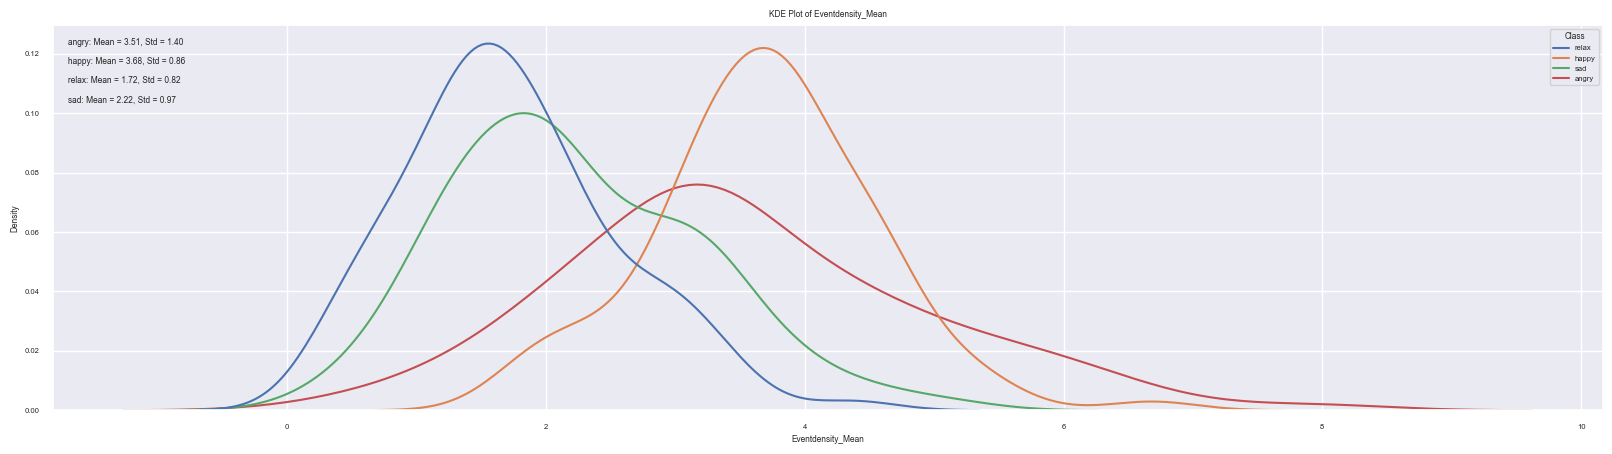 KDE Plot of Eventdensity_Mean
angry: Mean = 3.51, Std = 1.40
happy: Mean = 3.68, Std = 0.86
relax: Mean = 1.72, Std = 0.82
sad: Mean = 2.22, Std = 0.97
Class
relax
happy
sad
angry
Density
0.12
0.10
0.08
0.06
0.04
0.02
0.00
0 2 4 6 8 10
Eventdensity_Mean